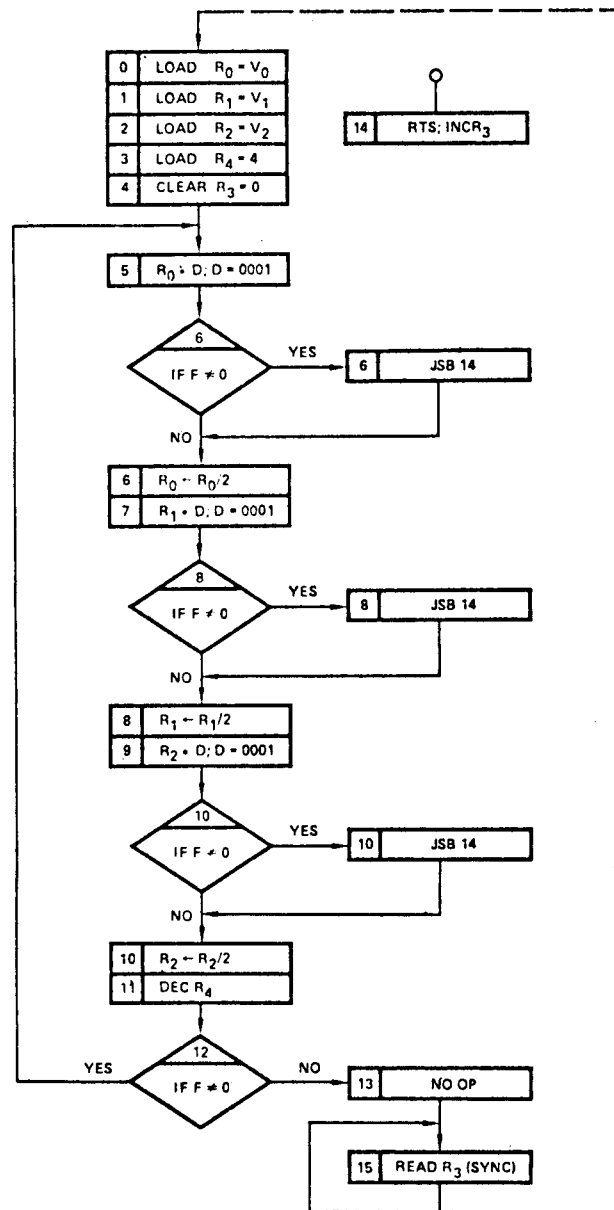 0 LOAD R₀ = V₀
1 LOAD R₁ = V₁
2 LOAD R₂ = V₂
3 LOAD R₄ = 4
4 CLEAR R₃ = 0
14 RTS; INCR₃
5 R₀ • D; D = 0001
6
IF F ≠ 0
YES
6 JSB 14
NO
6 R₀ ← R₀/2
7 R₁ • D; D = 0001
8
IF F ≠ 0
YES
8 JSB 14
NO
8 R₁ ← R₁/2
9 R₂ • D; D = 0001
10
IF F ≠ 0
YES
10 JSB 14
NO
10 R₂ ← R₂/2
11 DEC R₄
YES
12
IF F ≠ 0
NO
13 NO OP
15 READ R₃ (SYNC)